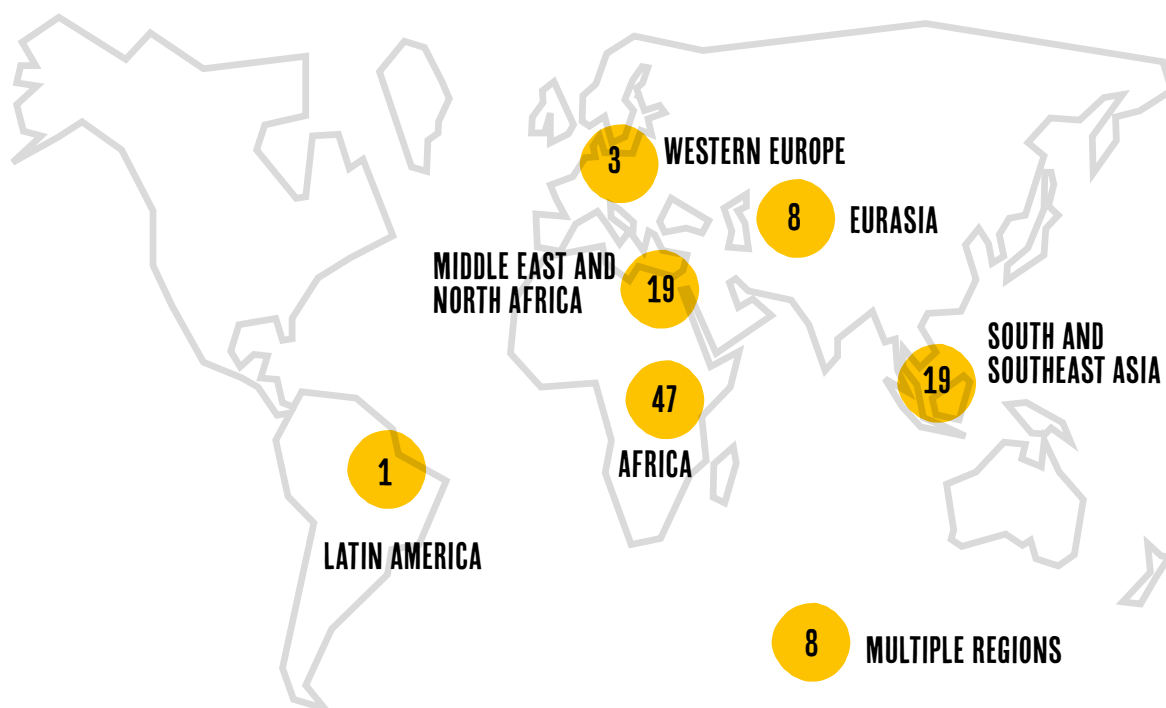 3
WESTERN EUROPE
8
EURASIA
MIDDLE EAST AND
NORTH AFRICA
19
SOUTH AND
SOUTHEAST ASIA
19
47
AFRICA
1
LATIN AMERICA
8
MULTIPLE REGIONS